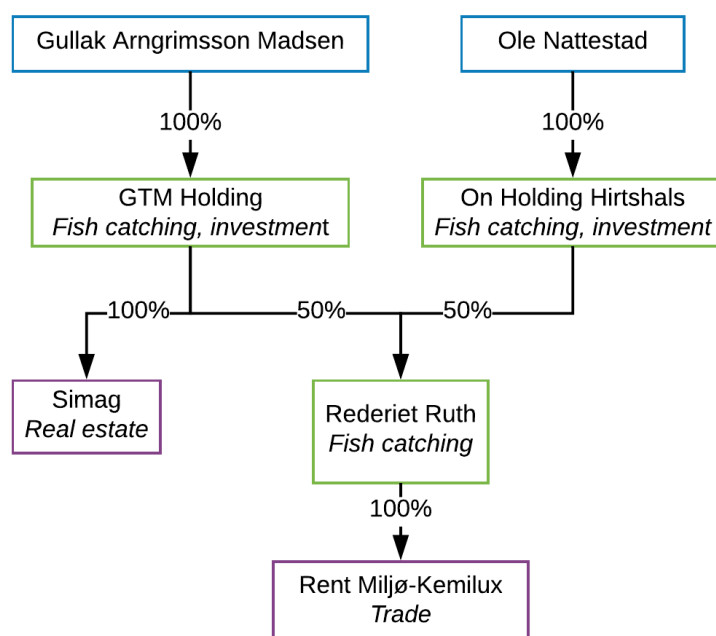 Gullak Arngrimsson Madsen
Ole Nattestad
100%
100%
GTM Holding
Fish catching, investment
On Holding Hirtshals
Fish catching, investment
100%
50%
50%
Simag
Real estate
Rederiet Ruth
Fish catching
100%
Rent Miljø-Kemilux
Trade